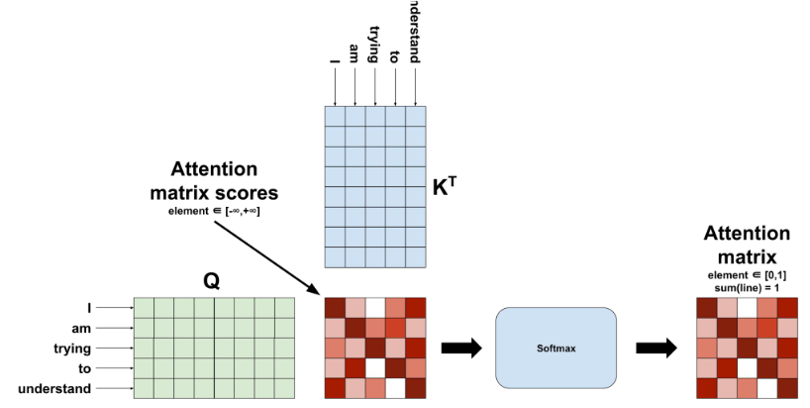 I
am
trying
to
nderstand
K^T
Attention
matrix scores
element ∈ [-∞,+∞]
Q
I
am
trying
to
understand
Softmax
Attention
matrix
element ∈ [0,1]
sum(line) = 1